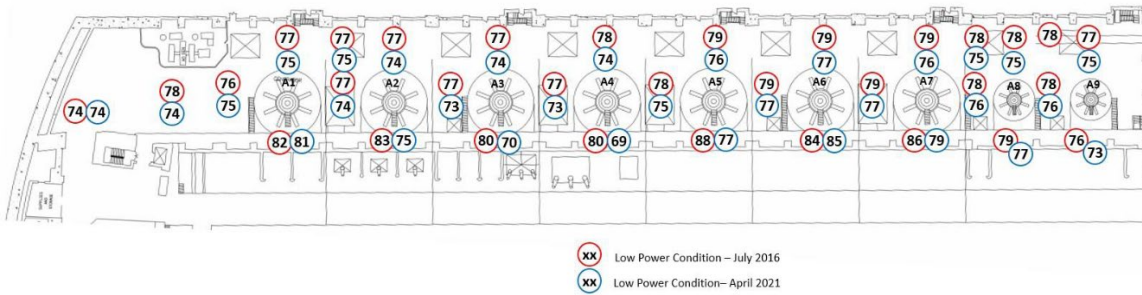 77 77 77 77 78 79 79 79 78 78 78 77
75 75 74 74 74 76 77 76 75 75 75
78 76 A1 77 A2 77 A3 77 A4 78 A5 79 A6 79 A7 78 A8 78 A9
74 74 74 75 74 73 73 75 77 77 76 76
82 81 83 75 80 70 80 69 88 77 84 85 86 79 79 77 76 73
SUPPLIES
AND
STORAGE
xx Low Power Condition – July 2016
xx Low Power Condition– April 2021